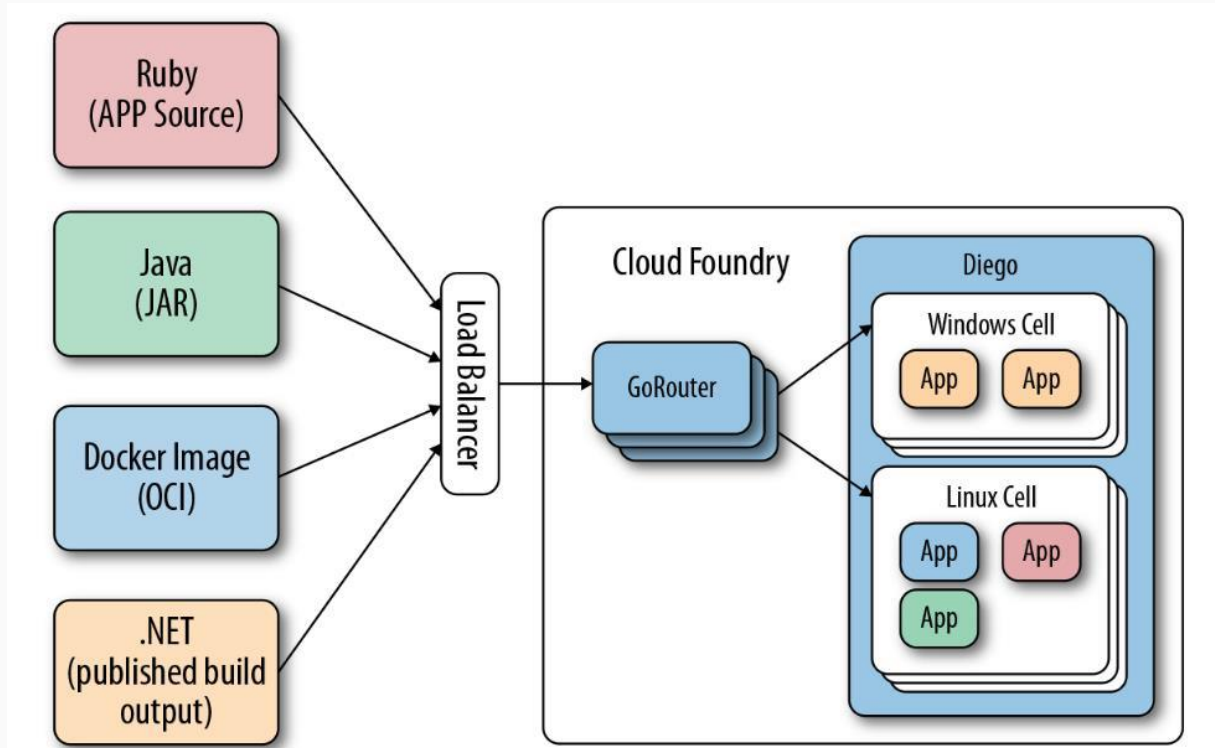 Ruby
(APP Source)
Java
(JAR)
Docker Image
(OCI)
.NET
(published build
output)
Load Balancer
Cloud Foundry
GoRouter
Diego
Windows Cell
App
App
Linux Cell
App
App
App